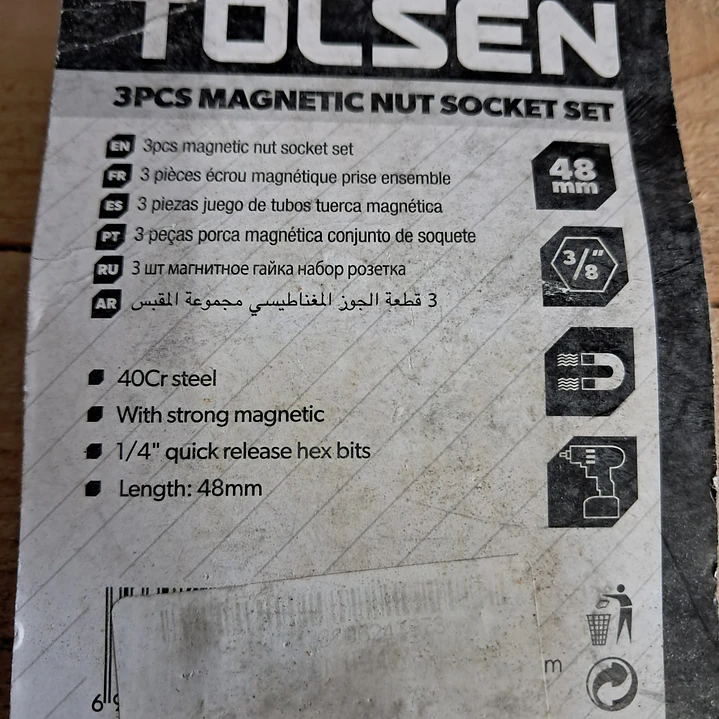 TOLSEN
3PCS MAGNETIC NUT SOCKET SET
EN 3pcs magnetic nut socket set
FR 3 pièces écrou magnétique prise ensemble
ES 3 piezas juego de tubos tuerca magnética
PT 3 peças porca magnética conjunto de soquete
RU 3 шт магнитное гайка набор розетка
AR 3 قطعة الجوز المغناطيسي مجموعة المقبس
48
mm
3/8"
40Cr steel
With strong magnetic
1/4" quick release hex bits
Length: 48mm
m
69